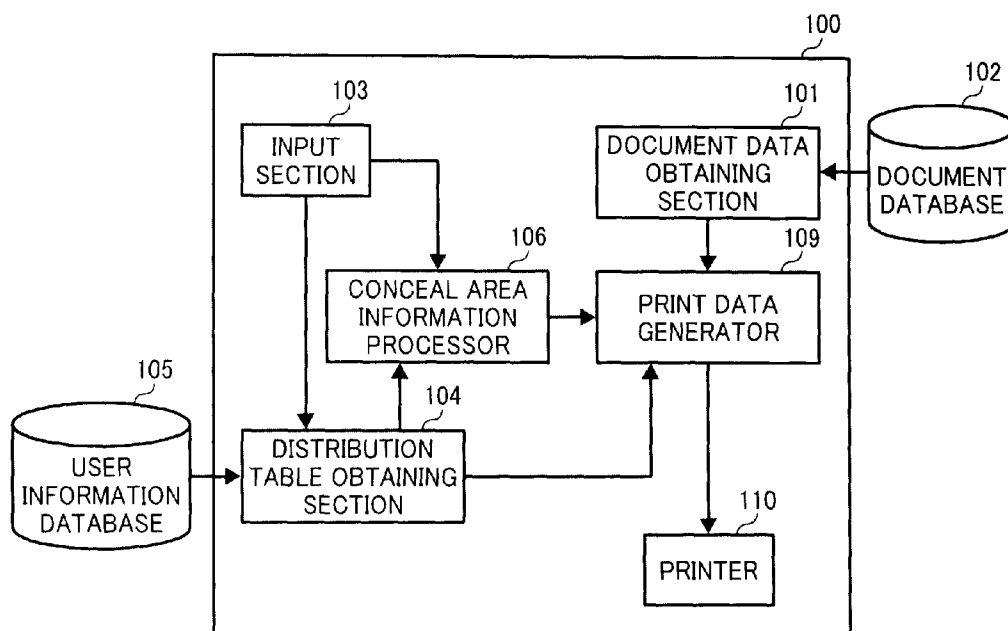 100
103
INPUT
SECTION
101
DOCUMENT DATA
OBTAINING
SECTION
102
DOCUMENT
DATABASE
106
CONCEAL AREA
INFORMATION
PROCESSOR
109
PRINT DATA
GENERATOR
105
USER
INFORMATION
DATABASE
104
DISTRIBUTION
TABLE OBTAINING
SECTION
110
PRINTER